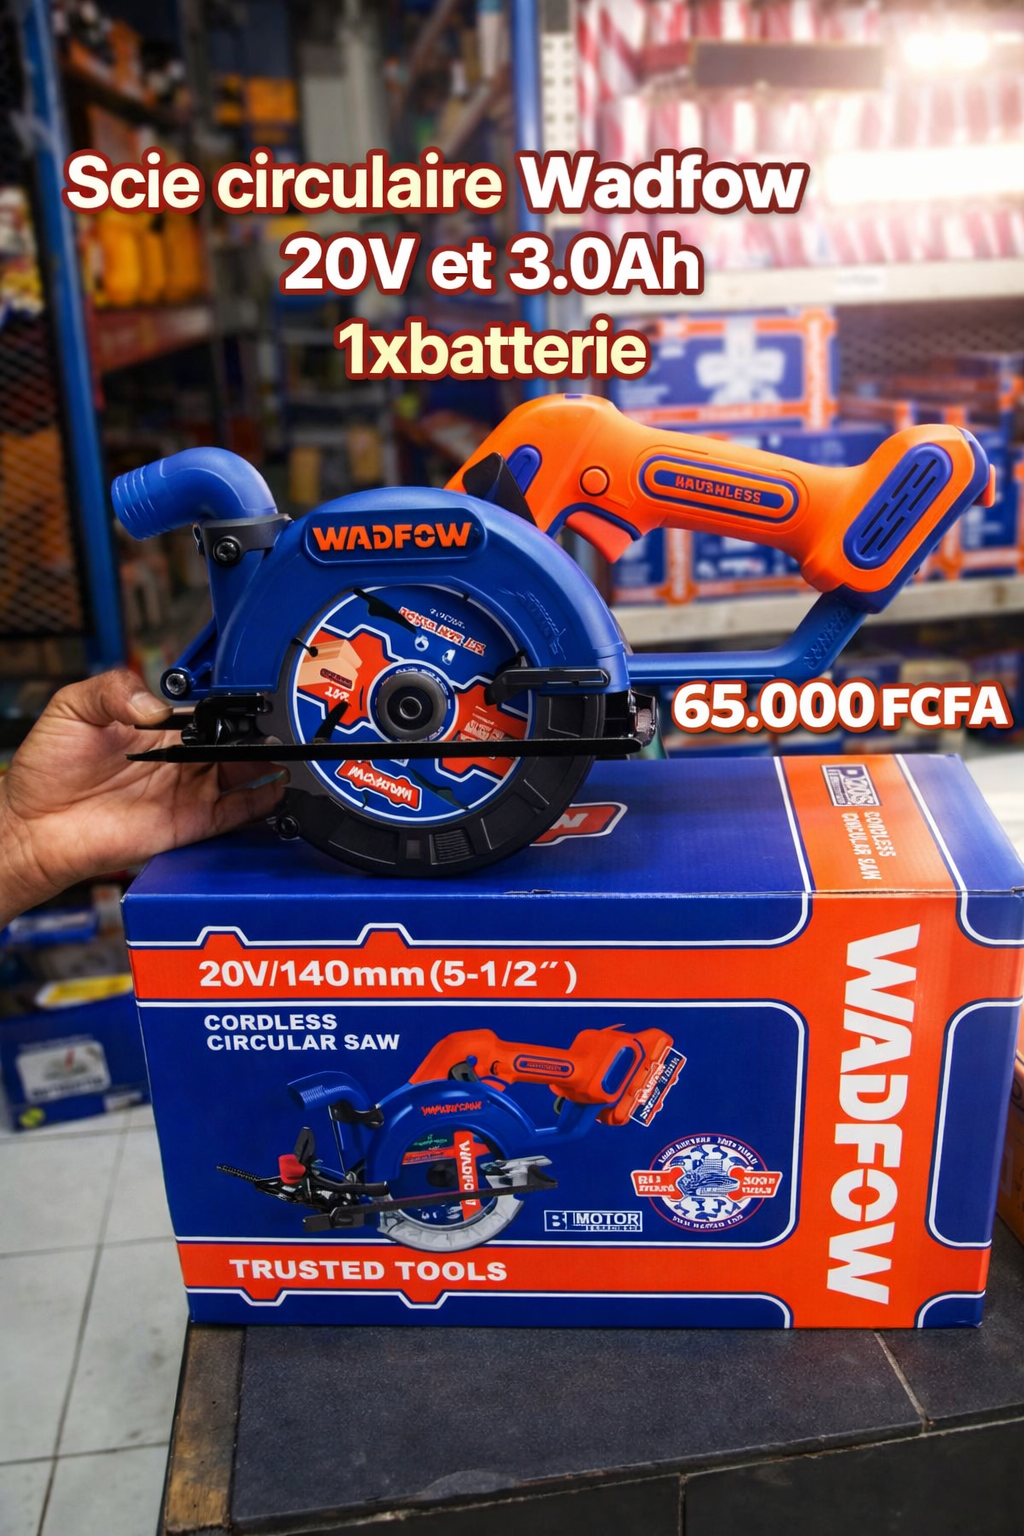 Scie circulaire Wadfow
20V et 3.0Ah
1xbatterie
WADFOW
65.000 FCFA
CORDLESS
CIRCULAR SAW
20V/140mm(5-1/2″)
CORDLESS
CIRCULAR SAW
WADFOW
WADFOW
MOTOR
TRUSTED TOOLS